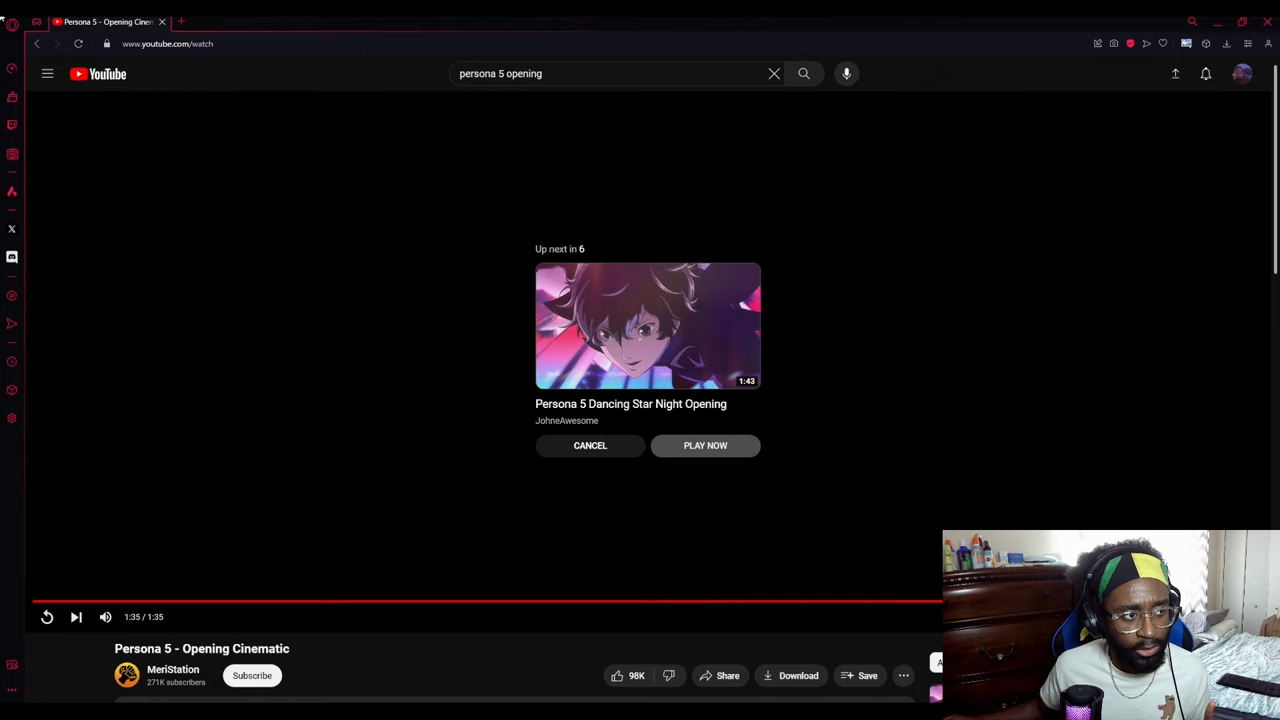 Persona 5 - Opening Cinem
www.youtube.com/watch
YouTube
persona 5 opening
Up next in 6
1:43
Persona 5 Dancing Star Night Opening
JohneAwesome
CANCEL
PLAY NOW
1:35 / 1:35
Persona 5 - Opening Cinematic
MeriStation
271K subscribers
Subscribe
98K
Share
Download
Save